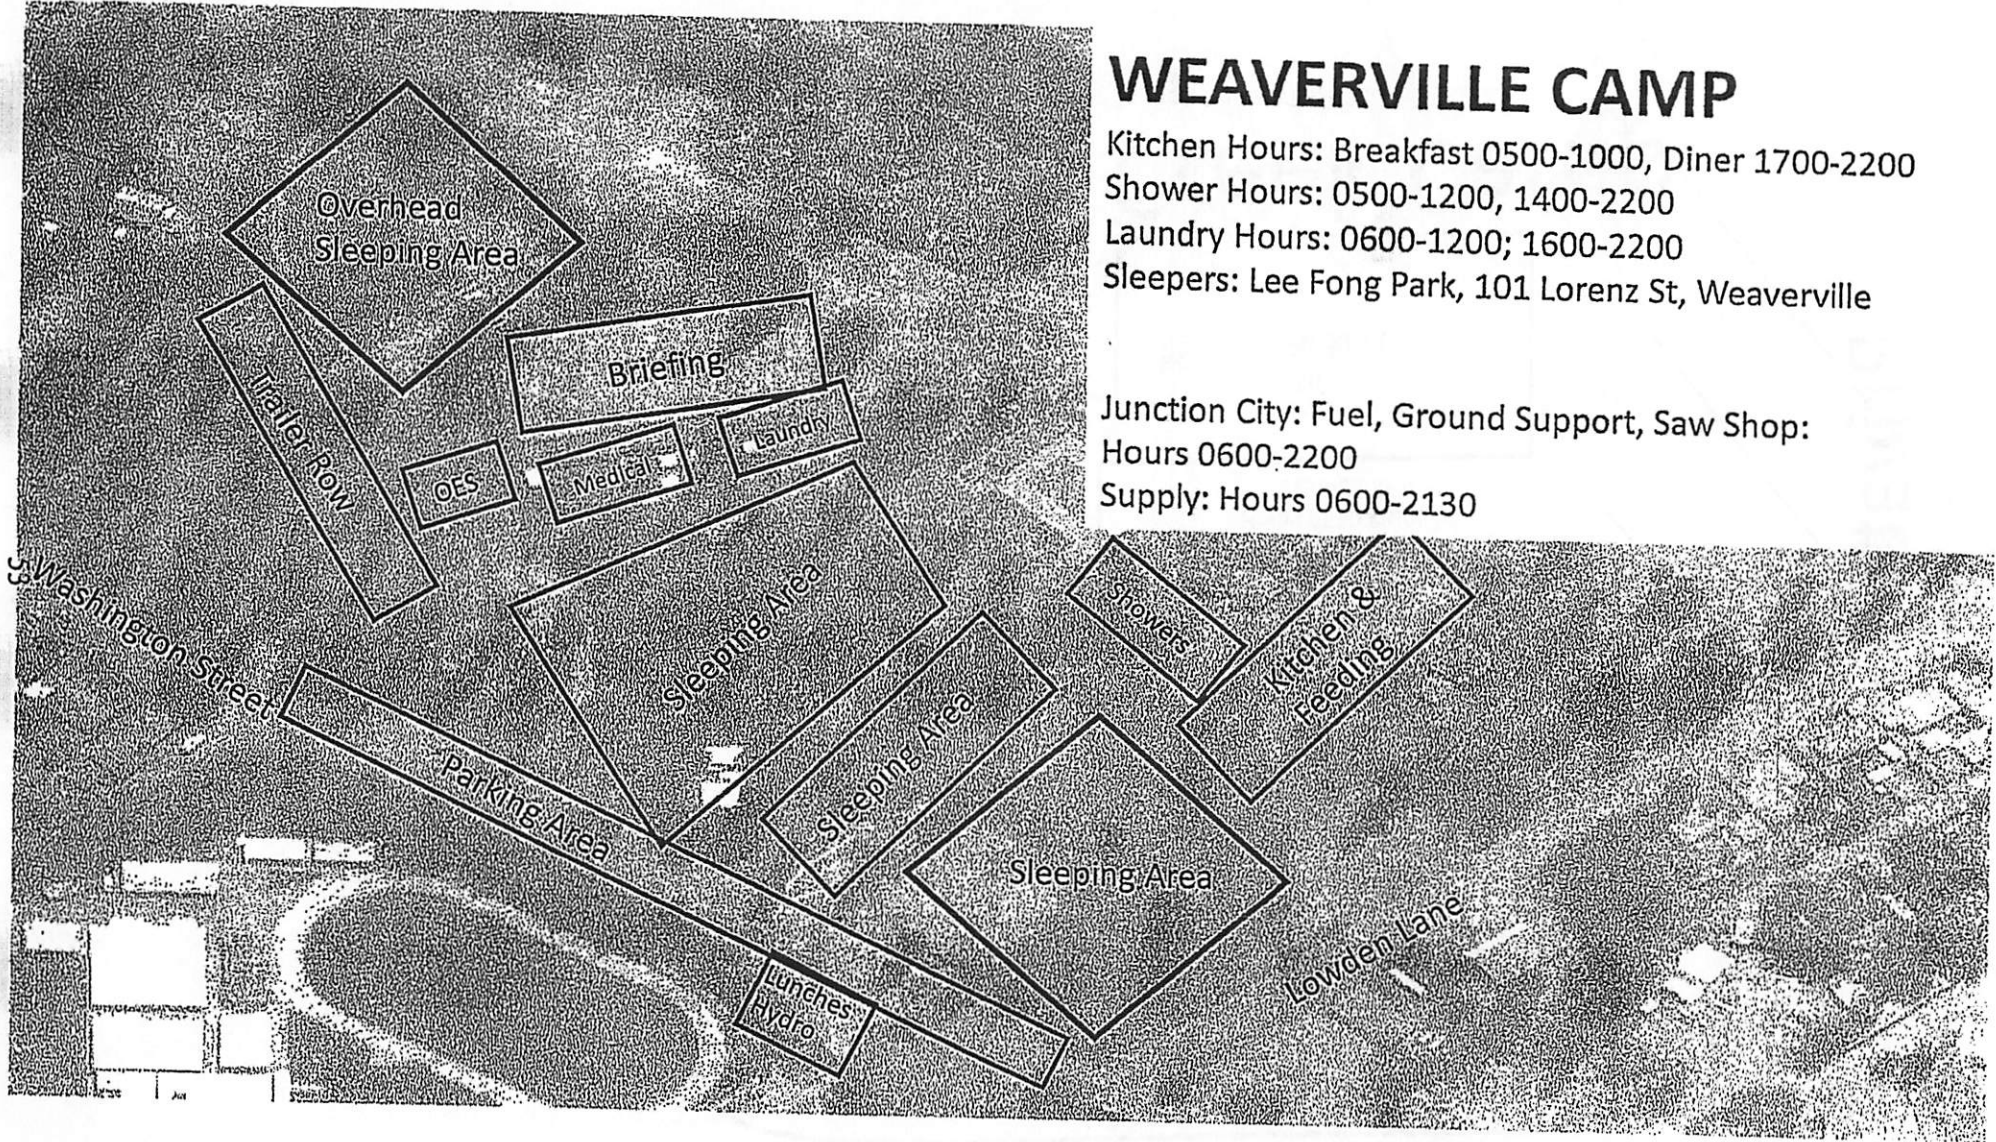 WEAVERVILLE CAMP
Kitchen Hours: Breakfast 0500-1000, Diner 1700-2200
Shower Hours: 0500-1200, 1400-2200
Laundry Hours: 0600-1200; 1600-2200
Sleepers: Lee Fong Park, 101 Lorenz St, Weaverville
Junction City: Fuel, Ground Support, Saw Shop:
Hours 0600-2200
Supply: Hours 0600-2130
Overhead
Sleeping Area
Trailer Row
Briefing
OES
Medical
Laundry
Sleeping Area
Showers
Kitchen &
Feeding
53
Washington Street
Parking Area
Sleeping Area
Sleeping Area
Lunches
Hydro
Lowden Lane